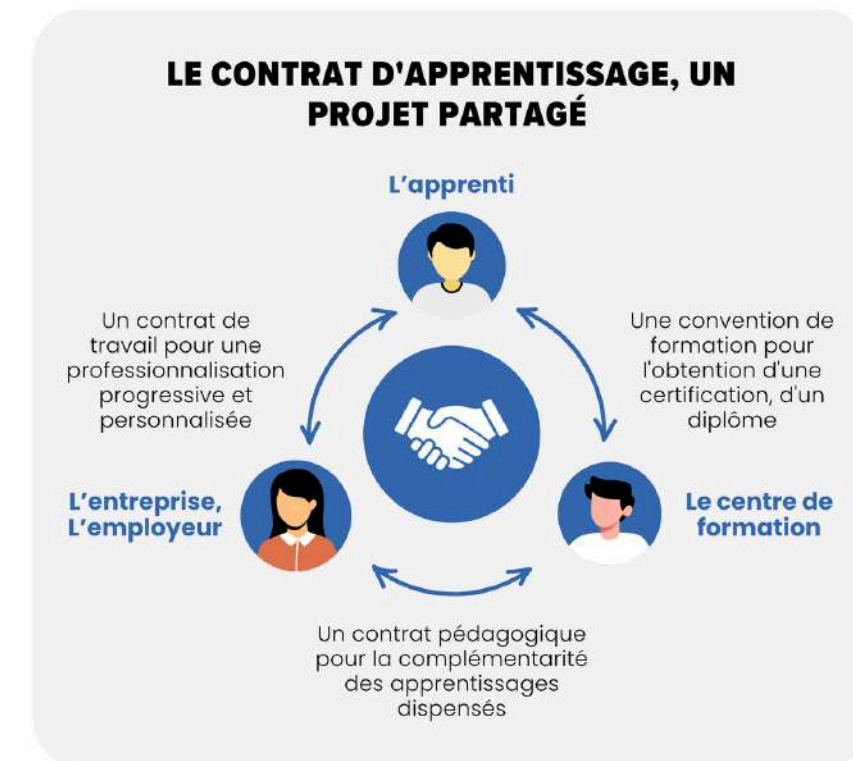 LE CONTRAT D'APPRENTISSAGE, UN
PROJET PARTAGÉ
L'apprenti
Un contrat de
travail pour une
professionnalisation
progressive et
personnalisée
Une convention de
formation pour
l'obtention d'une
certification, d'un
diplôme
L'entreprise,
L'employeur
Le centre de
formation
Un contrat pédagogique
pour la complémentarité
des apprentissages
dispensés